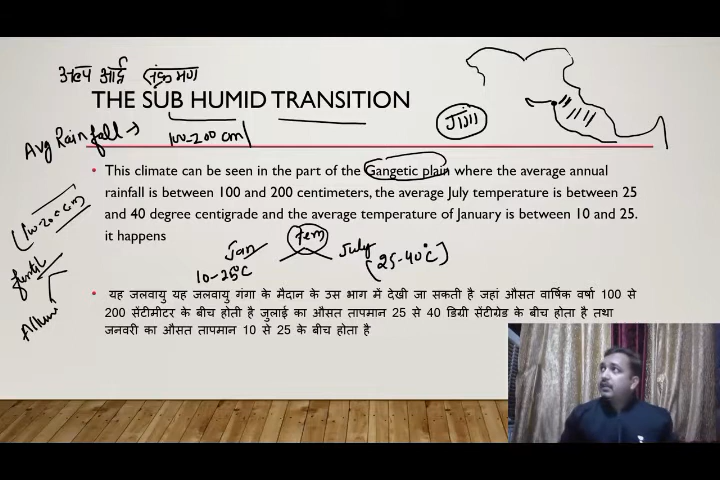 अल्प आर्द्र संक्रमण
THE SUB HUMID TRANSITION
Avg Rainfall →
100-200 cm
This climate can be seen in the part of the Gangetic plain where the average annual
rainfall is between 100 and 200 centimeters, the average July temperature is between 25
and 40 degree centigrade and the average temperature of January is between 10 and 25.
it happens
100-200 cm
Tem
Jan
July
10-25°C
(25-40°C)
यह जलवायु यह जलवायु गंगा के मैदान के उस भाग में देखी जा सकती है जहां औसत वार्षिक वर्षा 100 से
200 सेंटीमीटर के बीच होती है जुलाई का औसत तापमान 25 से 40 डिग्री सेंटीग्रेड के बीच होता है तथा
जनवरी का औसत तापमान 10 से 25 के बीच होता है